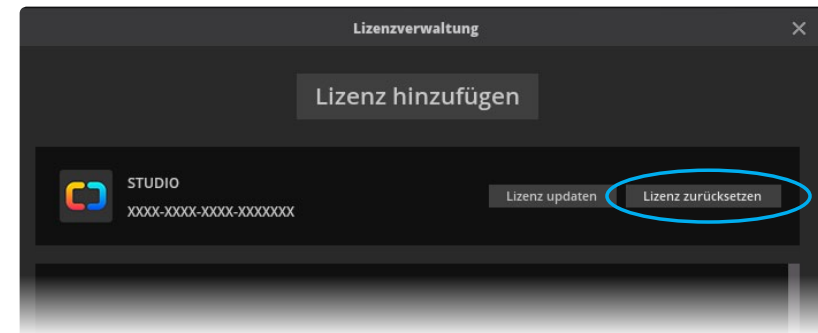 Lizenzverwaltung
Lizenz hinzufügen
STUDIO
XXXX-XXXX-XXXX-XXXXXXX
Lizenz updaten
Lizenz zurücksetzen